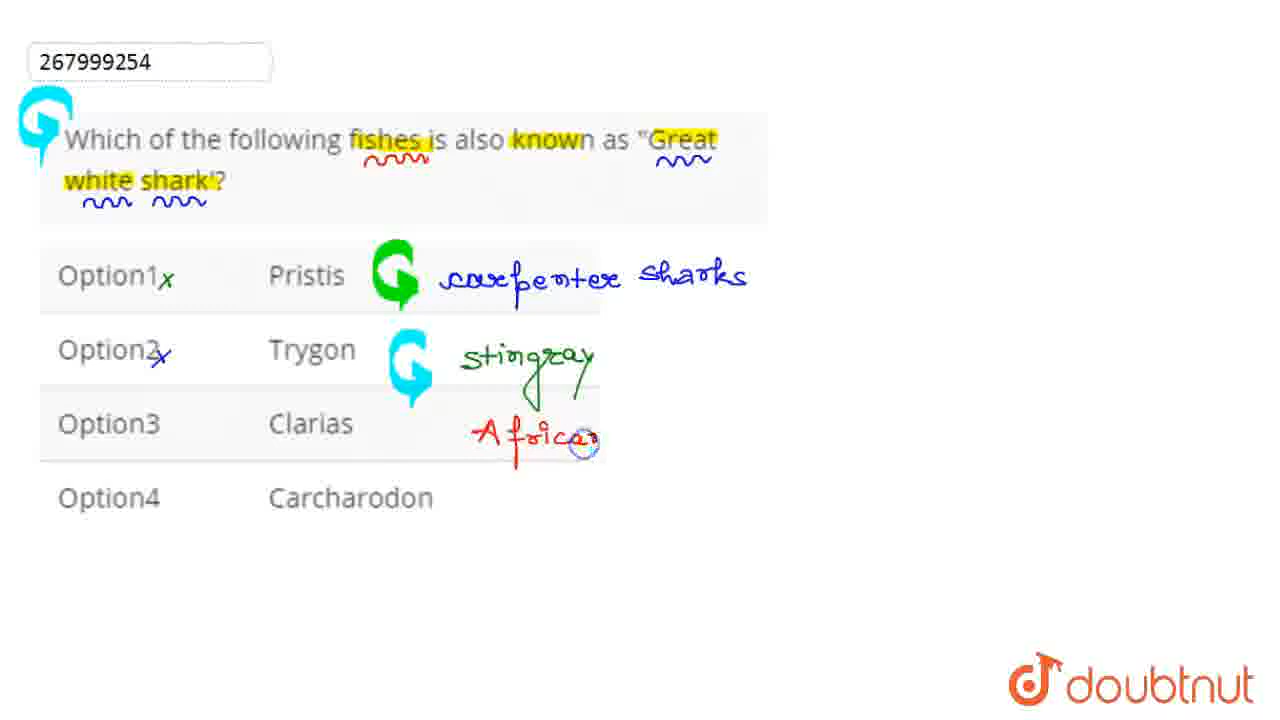 267999254
Which of the following fishes is also known as "Great
white shark'?
Option1 x Pristis carpenter sharks
Option2 x Trygon stingray
Option3 Clarias African
Option4 Carcharodon
doubtnut